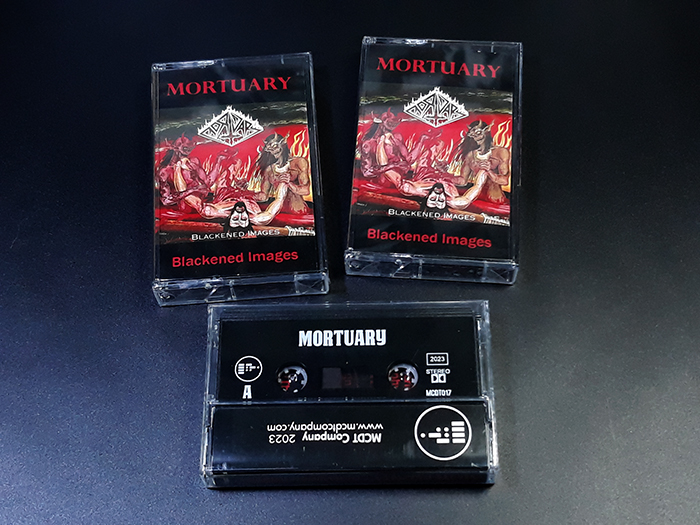 MORTUARY
BLACKENED IMAGES
Blackened Images
MORTUARY
BLACKENED IMAGES
Blackened Images
MORTUARY
2023
STEREO
A
MCDT017
MCDT Company 2023
www.mcdtcompany.com